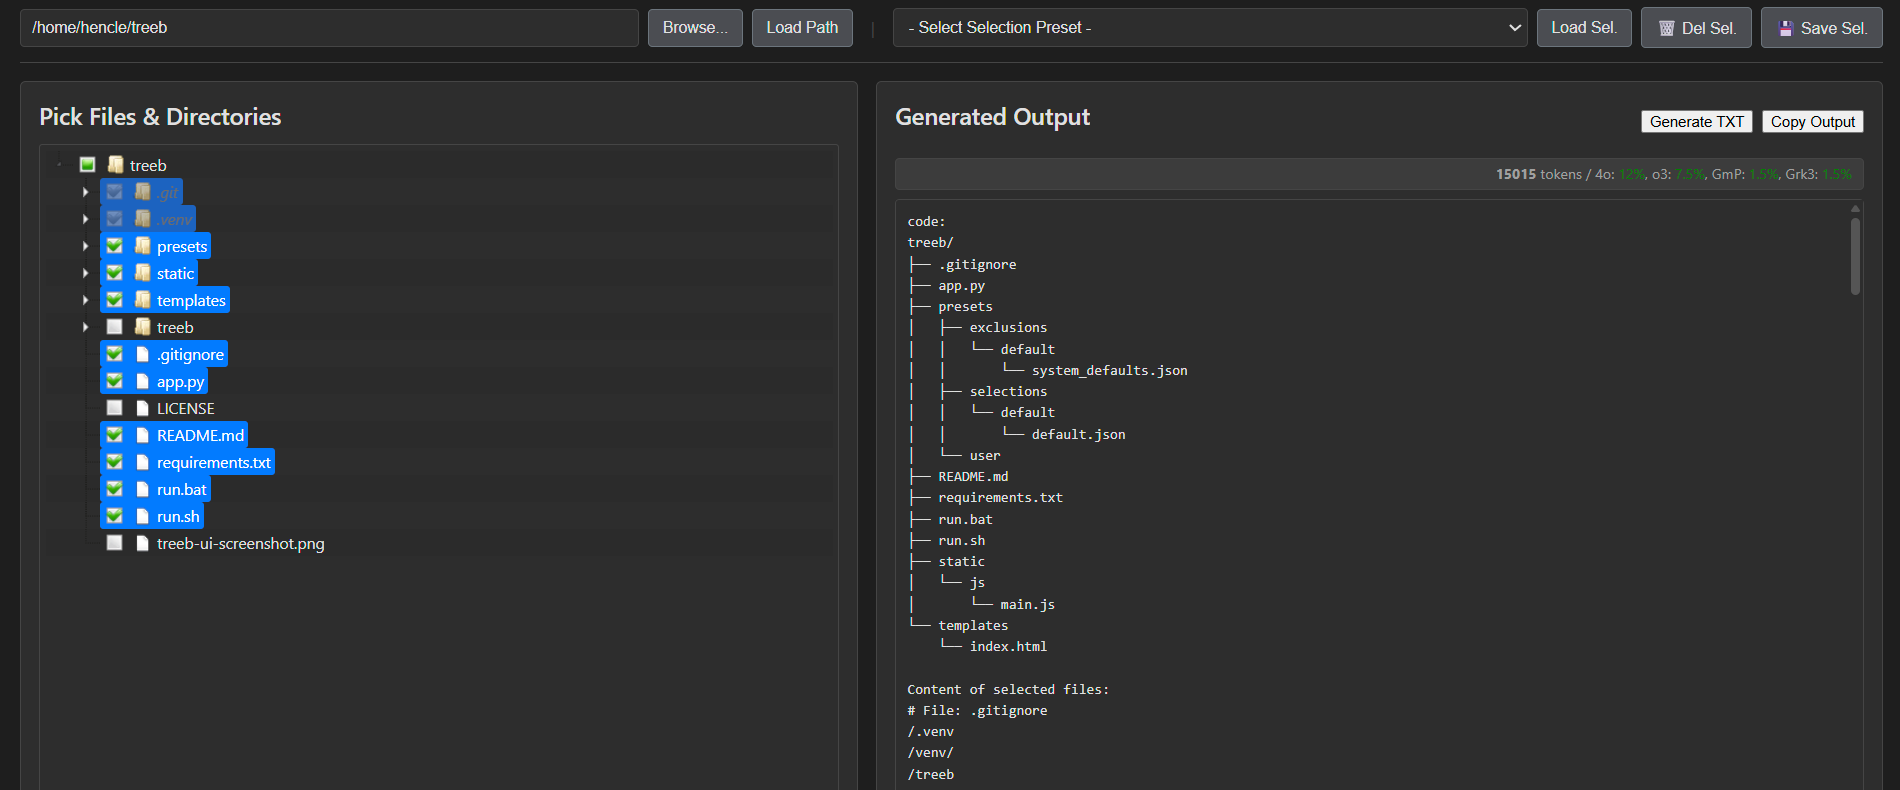 /home/hencle/treeb Browse... Load Path | - Select Selection Preset - Load Sel. Del Sel. Save Sel.
Pick Files & Directories
treeb
.git
.venv
presets
static
templates
treeb
.gitignore
app.py
LICENSE
README.md
requirements.txt
run.bat
run.sh
treeb-ui-screenshot.png
Generated Output
Generate TXT Copy Output
15015 tokens / 4o: 12%, o3: 7.5%, GmP: 1.5%, Grk3: 1.5%
code:
treeb/
├── .gitignore
├── app.py
├── presets
│   ├── exclusions
│   │   └── default
│   │       └── system_defaults.json
│   ├── selections
│   │   └── default
│   │       └── default.json
│   └── user
├── README.md
├── requirements.txt
├── run.bat
├── run.sh
├── static
│   └── js
│       └── main.js
└── templates
    └── index.html
Content of selected files:
# File: .gitignore
/.venv
/venv/
/treeb